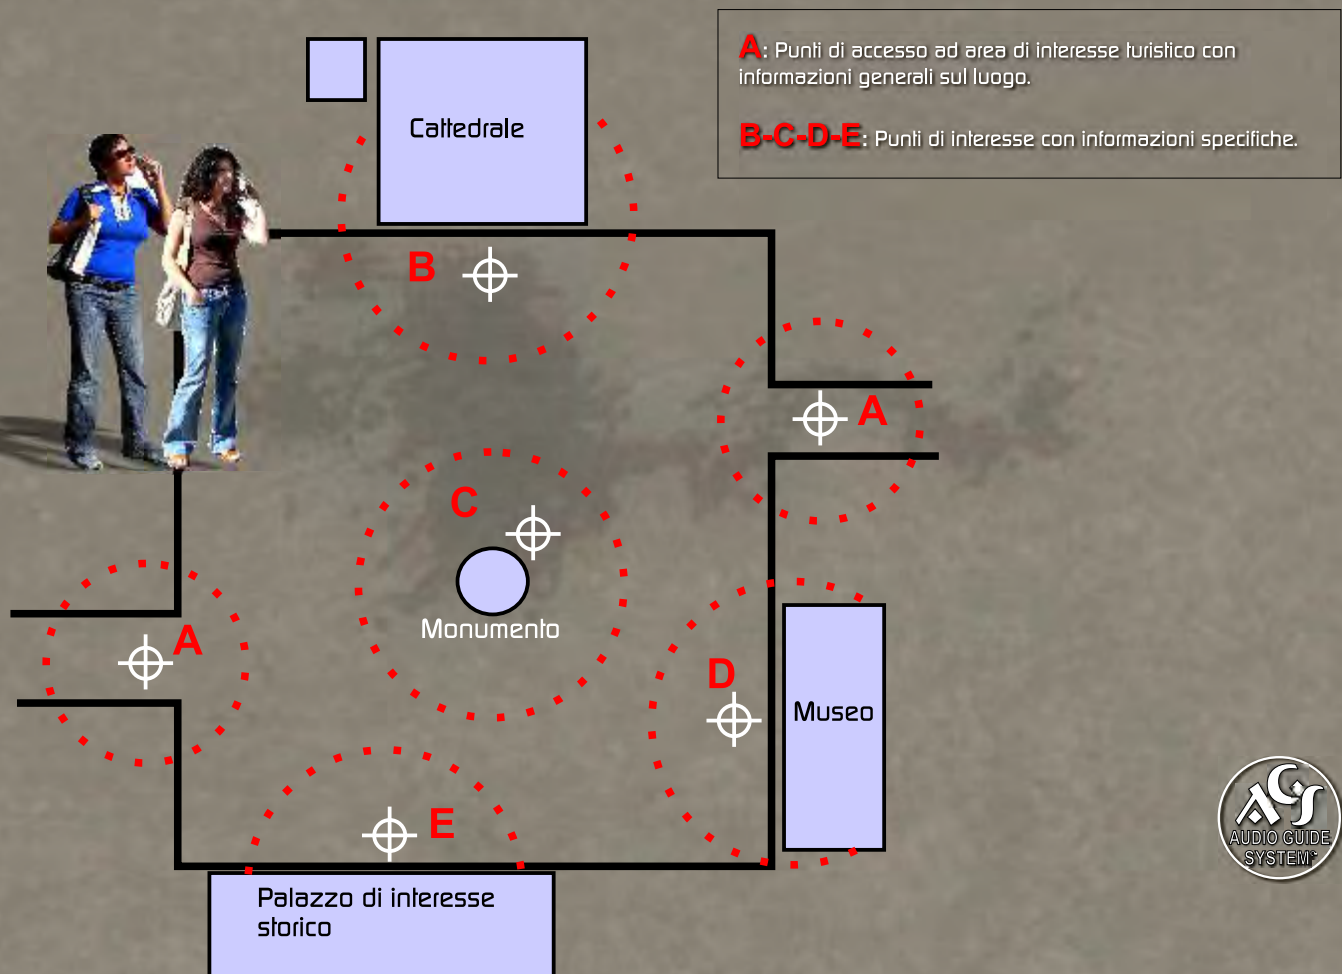 A: Punti di accesso ad area di interesse turistico con
informazioni generali sul luogo.
B-C-D-E: Punti di interesse con informazioni specifiche.
Cattedrale
B
A
C
Monumento
A
D
Museo
E
Palazzo di interesse
storico
AGS
AUDIO GUIDE
SYSTEM